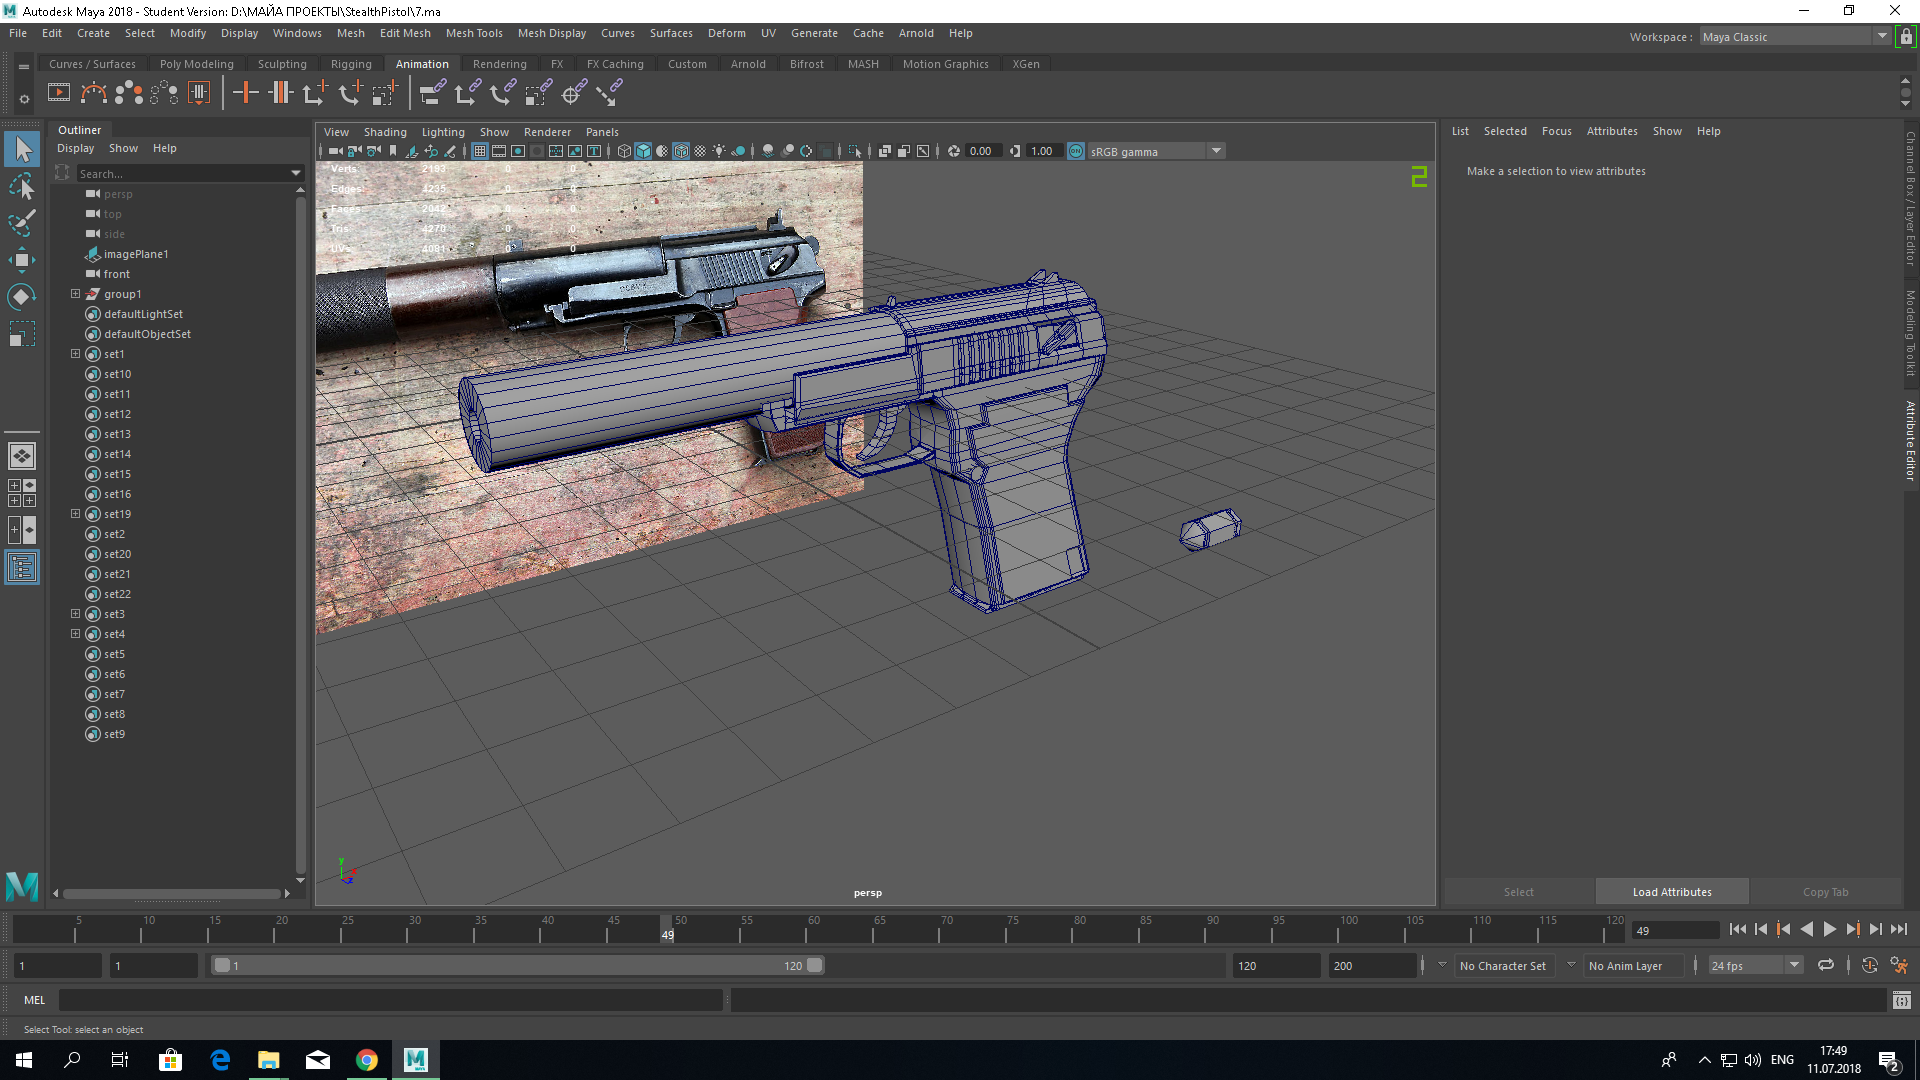 Autodesk Maya 2018 - Student Version: D:\МАЙА ПРОЕКТЫ\StealthPistol\7.ma
File Edit Create Select Modify Display Windows Mesh Edit Mesh Mesh Tools Mesh Display Curves Surfaces Deform UV Generate Cache Arnold Help
Workspace : Maya Classic
Curves / Surfaces Poly Modeling Sculpting Rigging Animation Rendering FX FX Caching Custom Arnold Bifrost MASH Motion Graphics XGen
Outliner
Display Show Help
Search...
persp
top
side
imagePlane1
front
group1
defaultLightSet
defaultObjectSet
set1
set10
set11
set12
set13
set14
set15
set16
set19
set2
set20
set21
set22
set3
set4
set5
set6
set7
set8
set9
View Shading Lighting Show Renderer Panels
0.00 1.00 ON sRGB gamma
Verts: 2193 0 0
Edges: 4235 0 0
Faces: 2042 0 0
Tris: 4270 0 0
UVs: 4091 0 0
2
y
persp
List Selected Focus Attributes Show Help
Make a selection to view attributes
Channel Box / Layer Editor
Modeling Toolkit
Attribute Editor
Select Load Attributes Copy Tab
5 10 15 20 25 30 35 40 45 50 55 60 65 70 75 80 85 90 95 100 105 110 115 120
49
49
1 1 1 120 120 200 No Character Set No Anim Layer 24 fps
MEL
Select Tool: select an object
ENG
17:49
11.07.2018
2